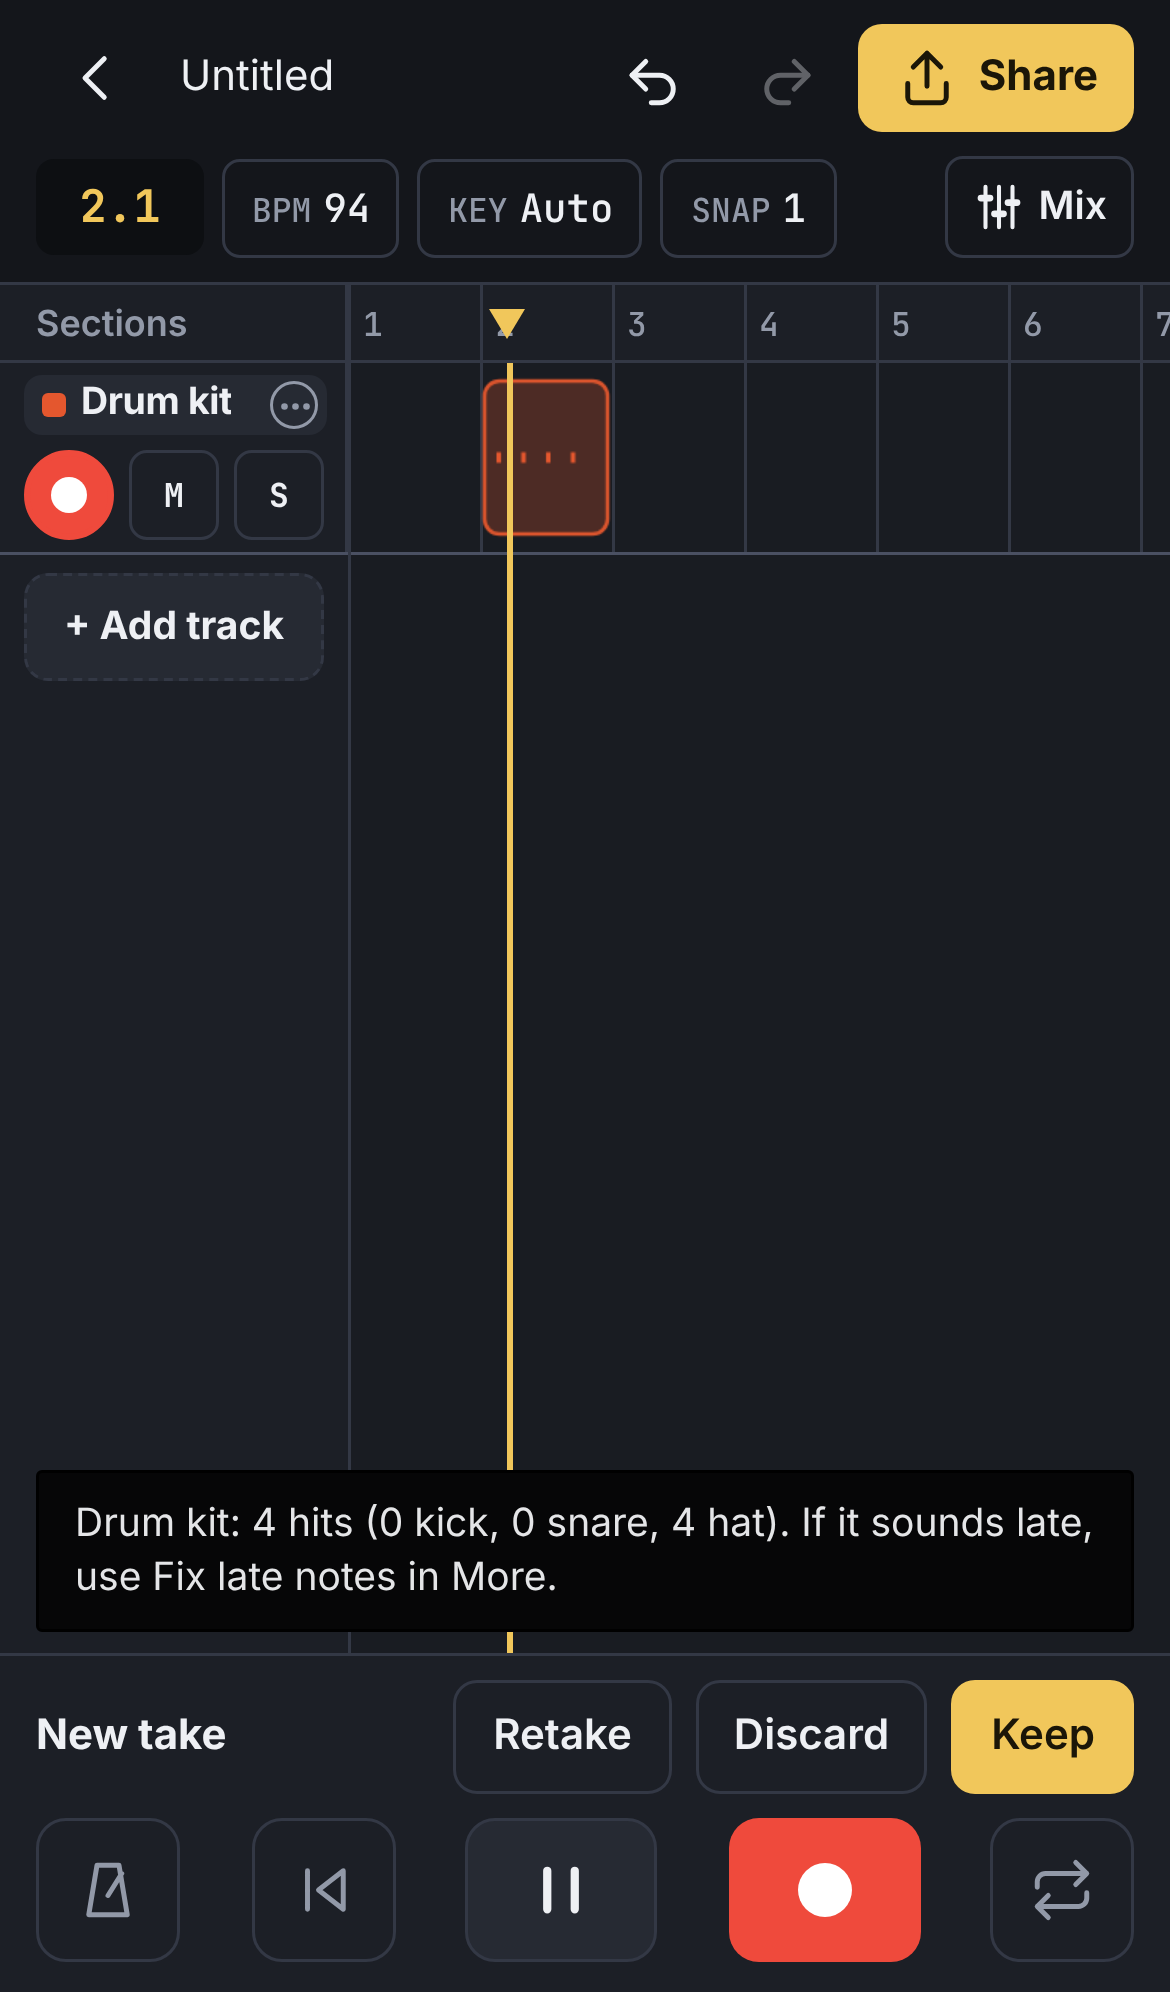 Untitled
Share
2.1
BPM 94
KEY Auto
SNAP 1
Mix
Sections
1
3
4
5
6
7
Drum kit
M
S
+ Add track
Drum kit: 4 hits (0 kick, 0 snare, 4 hat). If it sounds late,
use Fix late notes in More.
New take
Retake
Discard
Keep